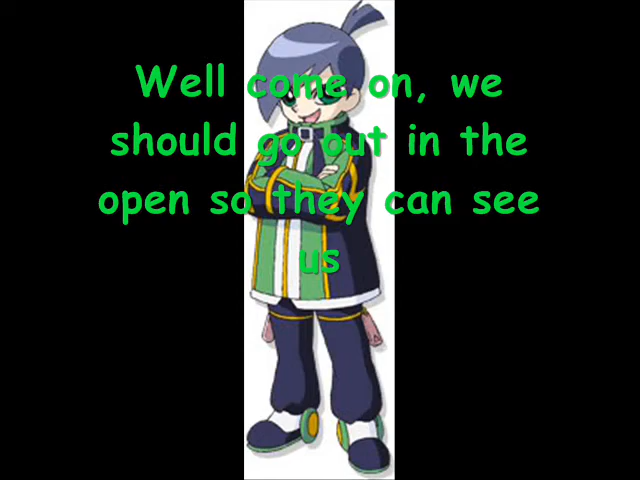 Well come on, we
should go out in the
open so they can see
us